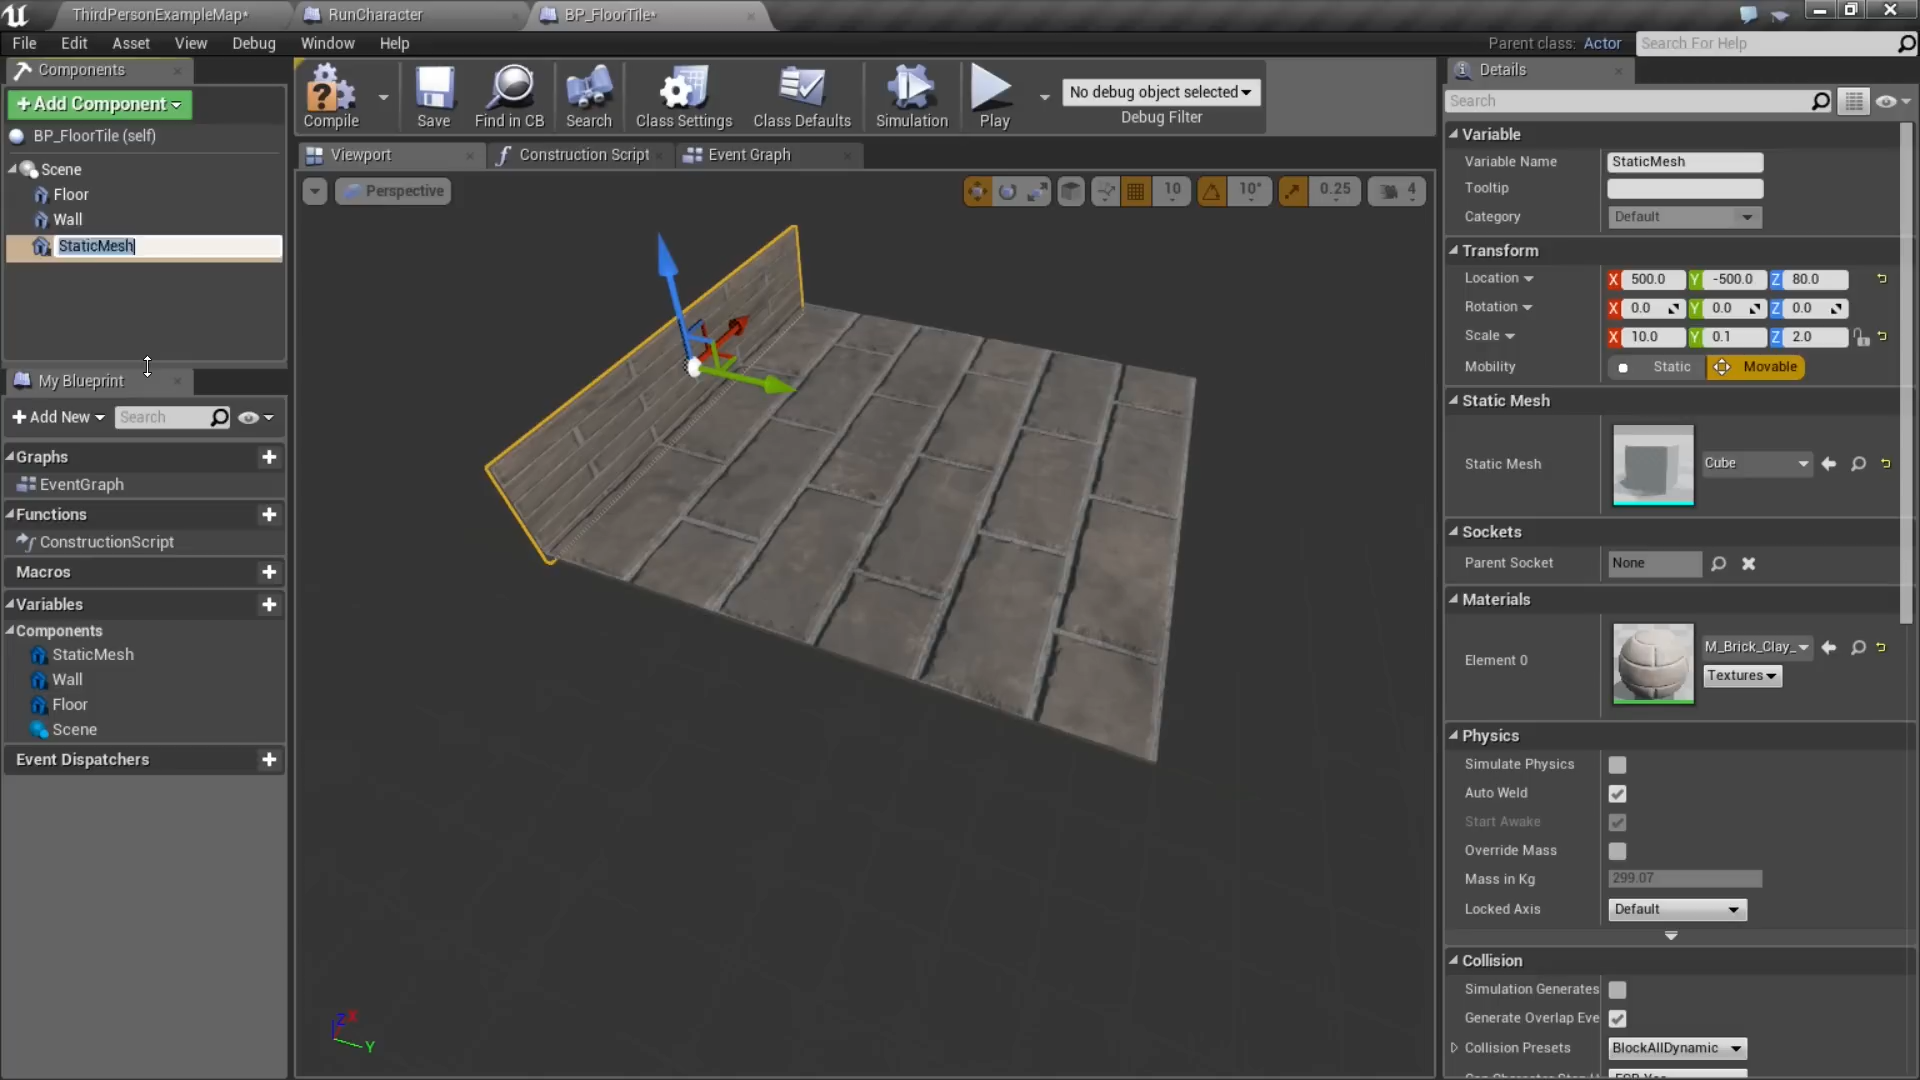 ThirdPersonExampleMap*
RunCharacter
BP_FloorTile*
File Edit Asset View Debug Window Help
Parent class: Actor
Search For Help
Components
+Add Component
BP_FloorTile (self)
Scene
Floor
Wall
StaticMesh
My Blueprint
+Add New
Search
Graphs
EventGraph
Functions
ConstructionScript
Macros
Variables
Components
StaticMesh
Wall
Floor
Scene
Event Dispatchers
Compile
Save
Find in CB
Search
Class Settings
Class Defaults
Simulation
Play
No debug object selected
Debug Filter
Viewport
Construction Script
Event Graph
Perspective
10
10°
0.25
4
Z X
Y
Details
Search
Variable
Variable Name StaticMesh
Tooltip
Category Default
Transform
Location X 500.0 Y -500.0 Z 80.0
Rotation X 0.0 Y 0.0 Z 0.0
Scale X 10.0 Y 0.1 Z 2.0
Mobility Static Movable
Static Mesh
Static Mesh Cube
Sockets
Parent Socket None
Materials
Element 0 M_Brick_Clay_
Textures
Physics
Simulate Physics
Auto Weld
Start Awake
Override Mass
Mass in Kg 299.07
Locked Axis Default
Collision
Simulation Generates
Generate Overlap Eve
Collision Presets BlockAllDynamic